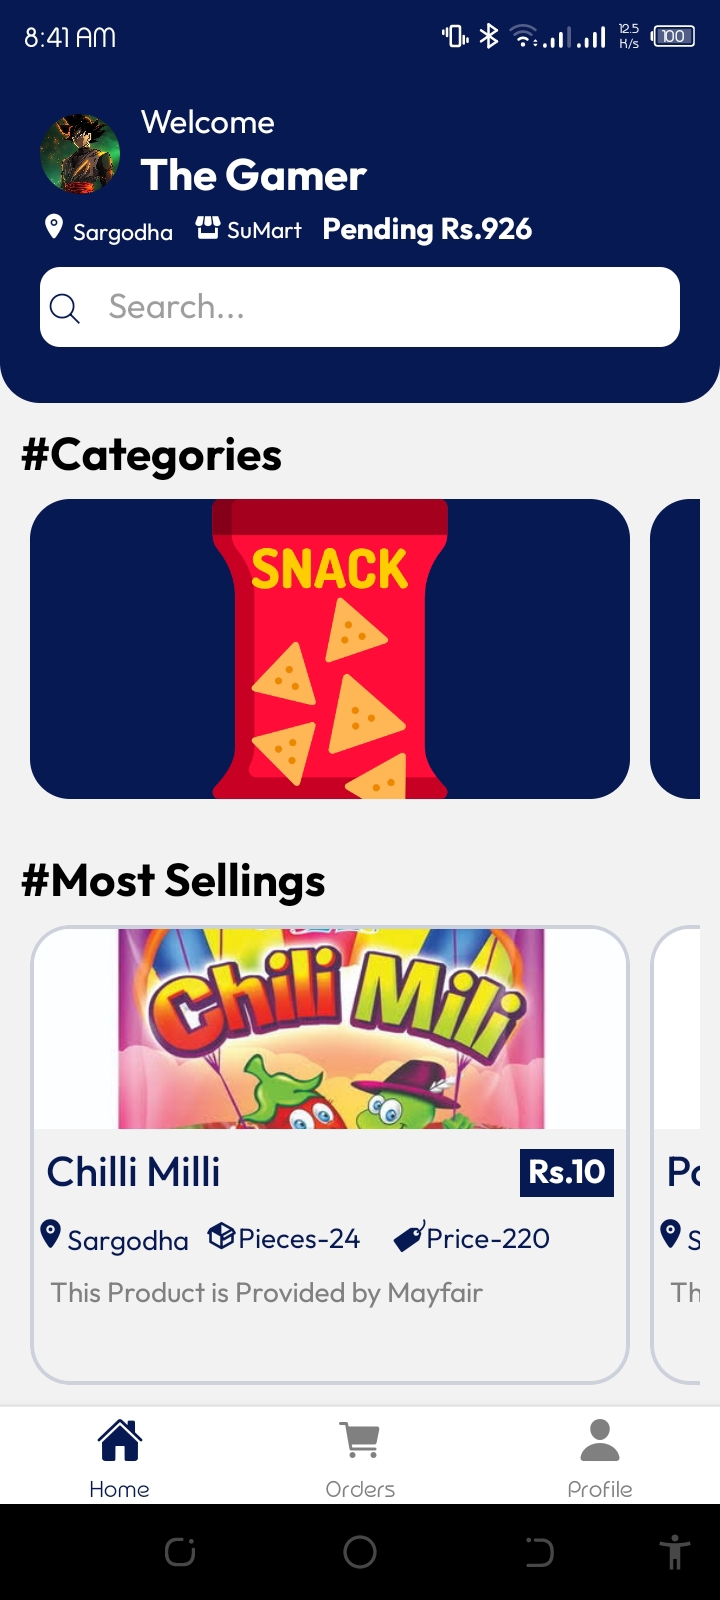 8:41 AM
12.5
K/s
100
Welcome
The Gamer
Sargodha SuMart Pending Rs.926
Search...
#Categories
SNACK
#Most Sellings
Chili Mili
Chilli Milli Rs.10 Po
Sargodha Pieces-24 Price-220 S
This Product is Provided by Mayfair Th
Home Orders Profile